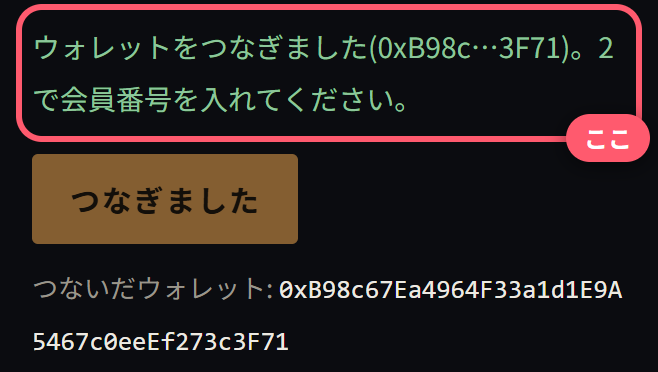 ウォレットをつなぎました(0xB98c…3F71)。2
で会員番号を入れてください。
ここ
つなぎました
つないだウォレット: 0xB98c67Ea4964F33a1d1E9A
5467c0eeEf273c3F71